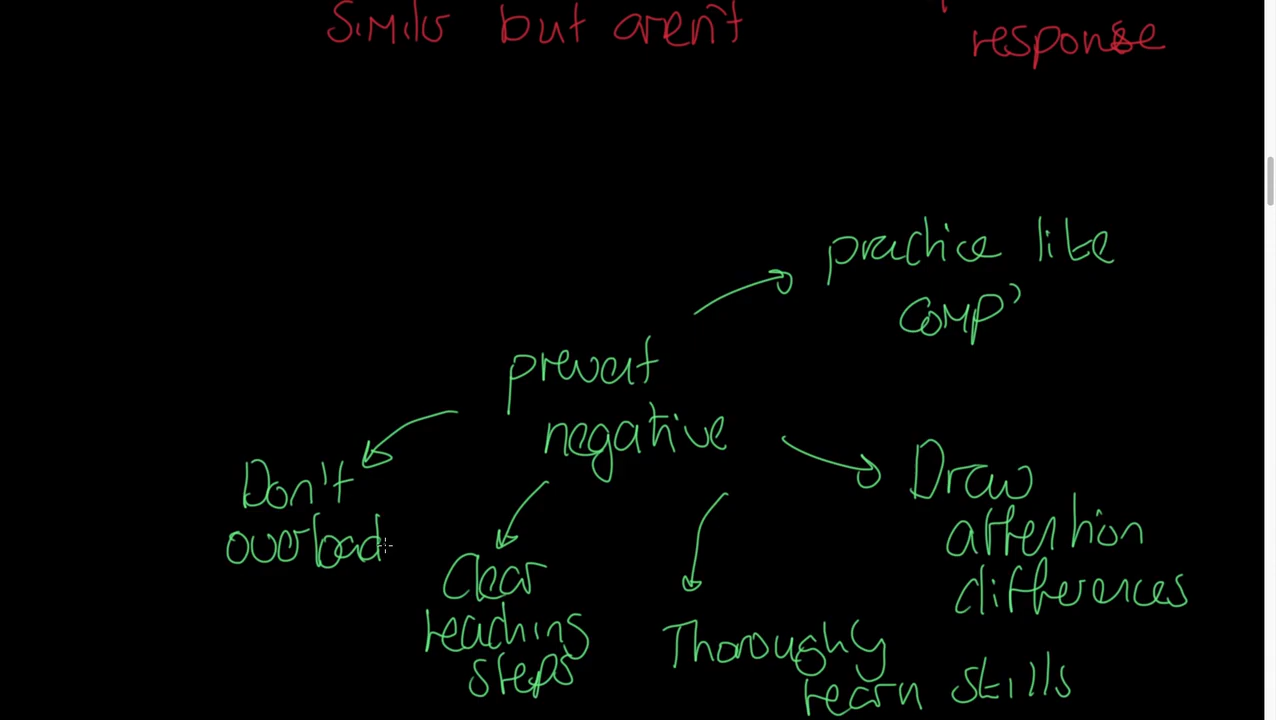 similar but aren't
response
practice like
comp'
prevent
negative
Don't
overload
Clear
teaching
steps
Thoroughly
learn skills
Draw
attention
differences